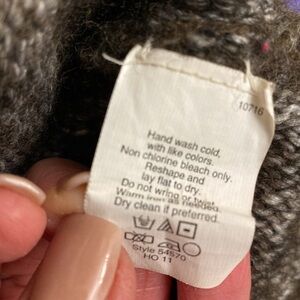 10716
Hand wash cold,
with like colors.
Non chlorine bleach only.
Reshape and
lay flat to dry.
Do not wring or twist.
Warm iron as needed.
Dry clean if preferred.
Style 54570
HO 11